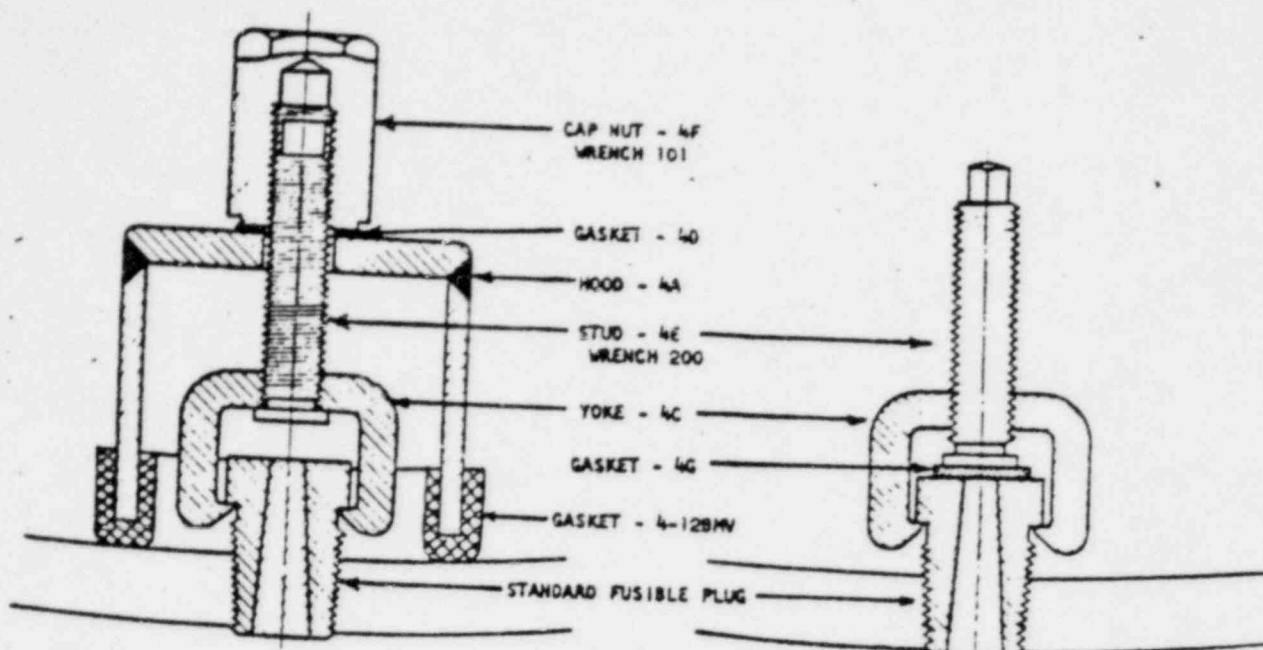 CAP NUT - 4F
WRENCH 101
GASKET - 4D
HOOD - 4A
STUD - 4E
WRENCH 200
YOKE - 4C
GASKET - 4G
GASKET - 4-12BMV
STANDARD FUSIBLE PLUG